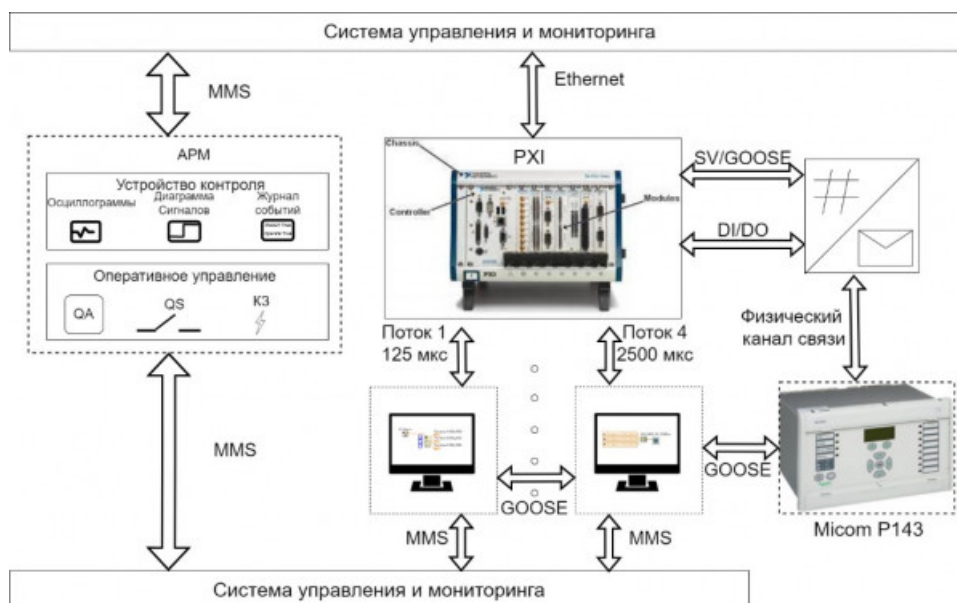 Система управления и мониторинга
MMS
Ethernet
АРМ
Устройство контроля
Осциллограммы
Диаграмма
Сигналов
Журнал
событий
Оперативное управление
QA
QS
КЗ
PXI
Chassis
Controller
Modules
PXI
SV/GOOSE
DI/DO
Физический
канал связи
Поток 1
125 мкс
Поток 4
2500 мкс
MMS
GOOSE
GOOSE
Micom P143
MMS
MMS
Система управления и мониторинга